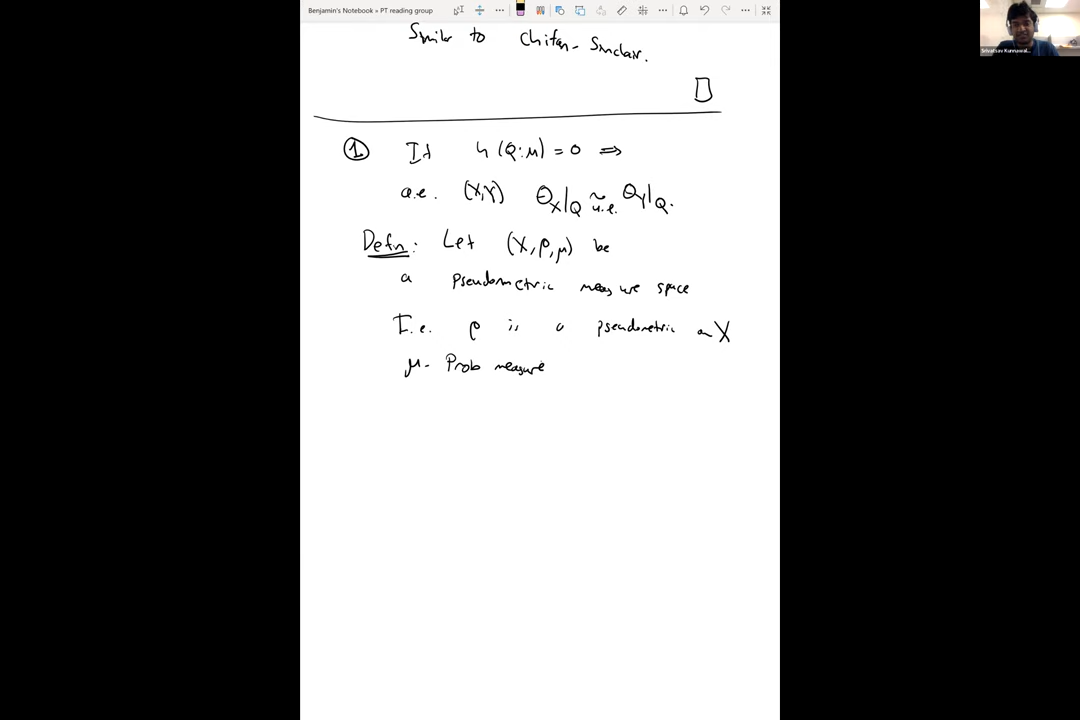 Benjamin's Notebook » PT reading group
Similar to Chifan-Sinclair.
① If h(Q:μ)=0 ⇒
a.e. (X,Y) Θ_X|Q ≈_{u.e.} Θ_Y|Q.
Defn: Let (X,ρ,μ) be
a pseudometric measure space
I.e. ρ is a pseudometric on X
μ- Prob measure